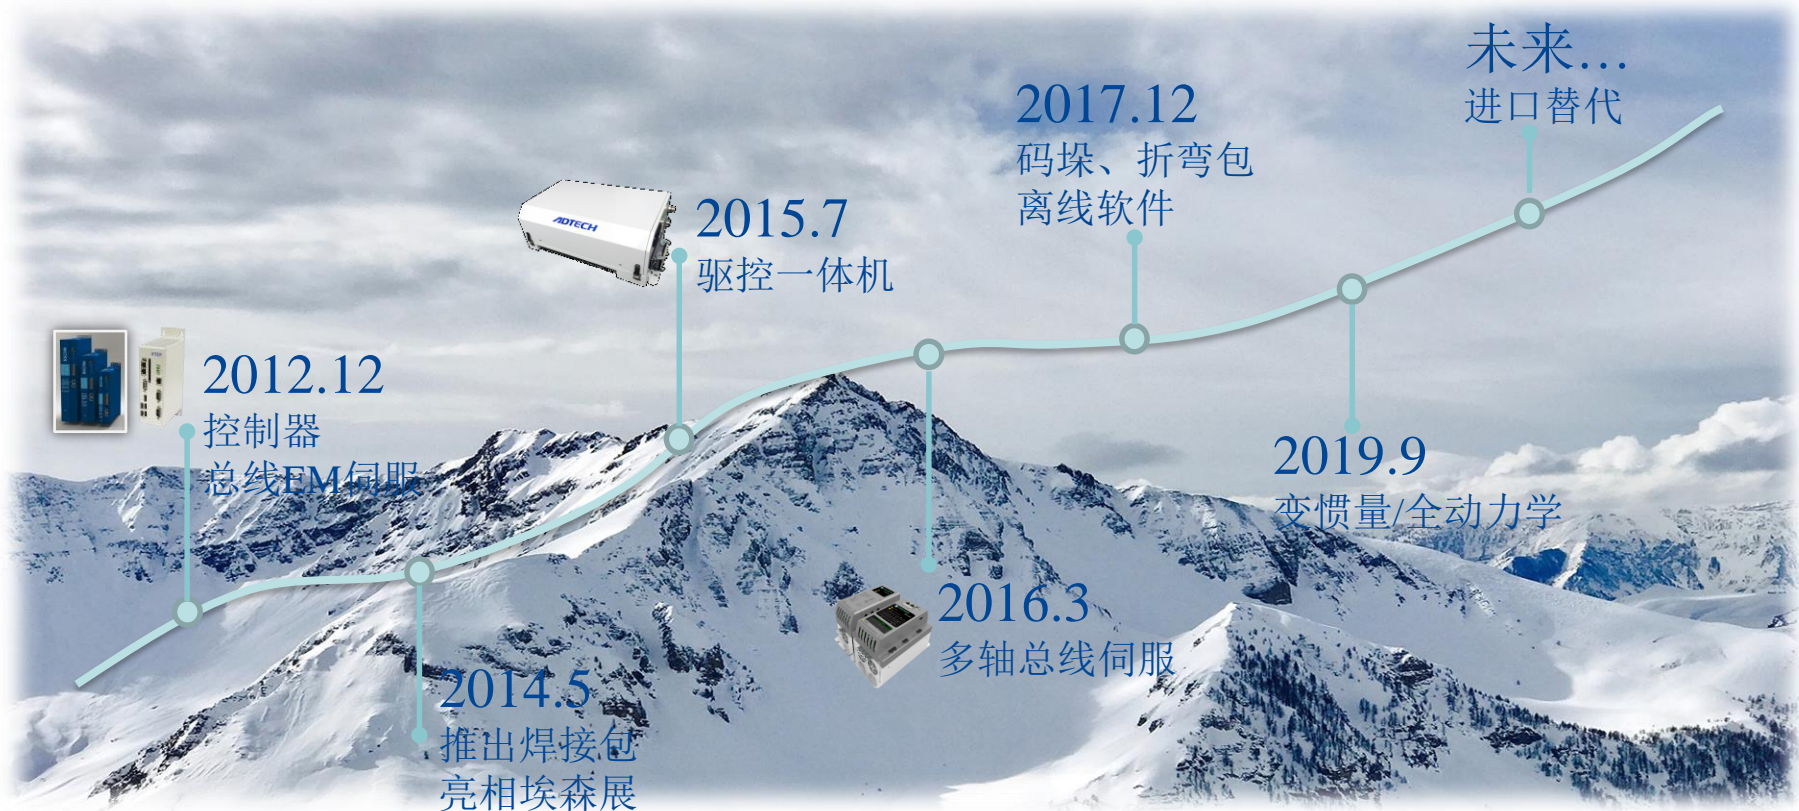 2012.12
控制器
总线EM伺服
2014.5
推出焊接包
亮相埃森展
ADTECH
2015.7
驱控一体机
2016.3
多轴总线伺服
2017.12
码垛、折弯包
离线软件
2019.9
变惯量/全动力学
未来...
进口替代